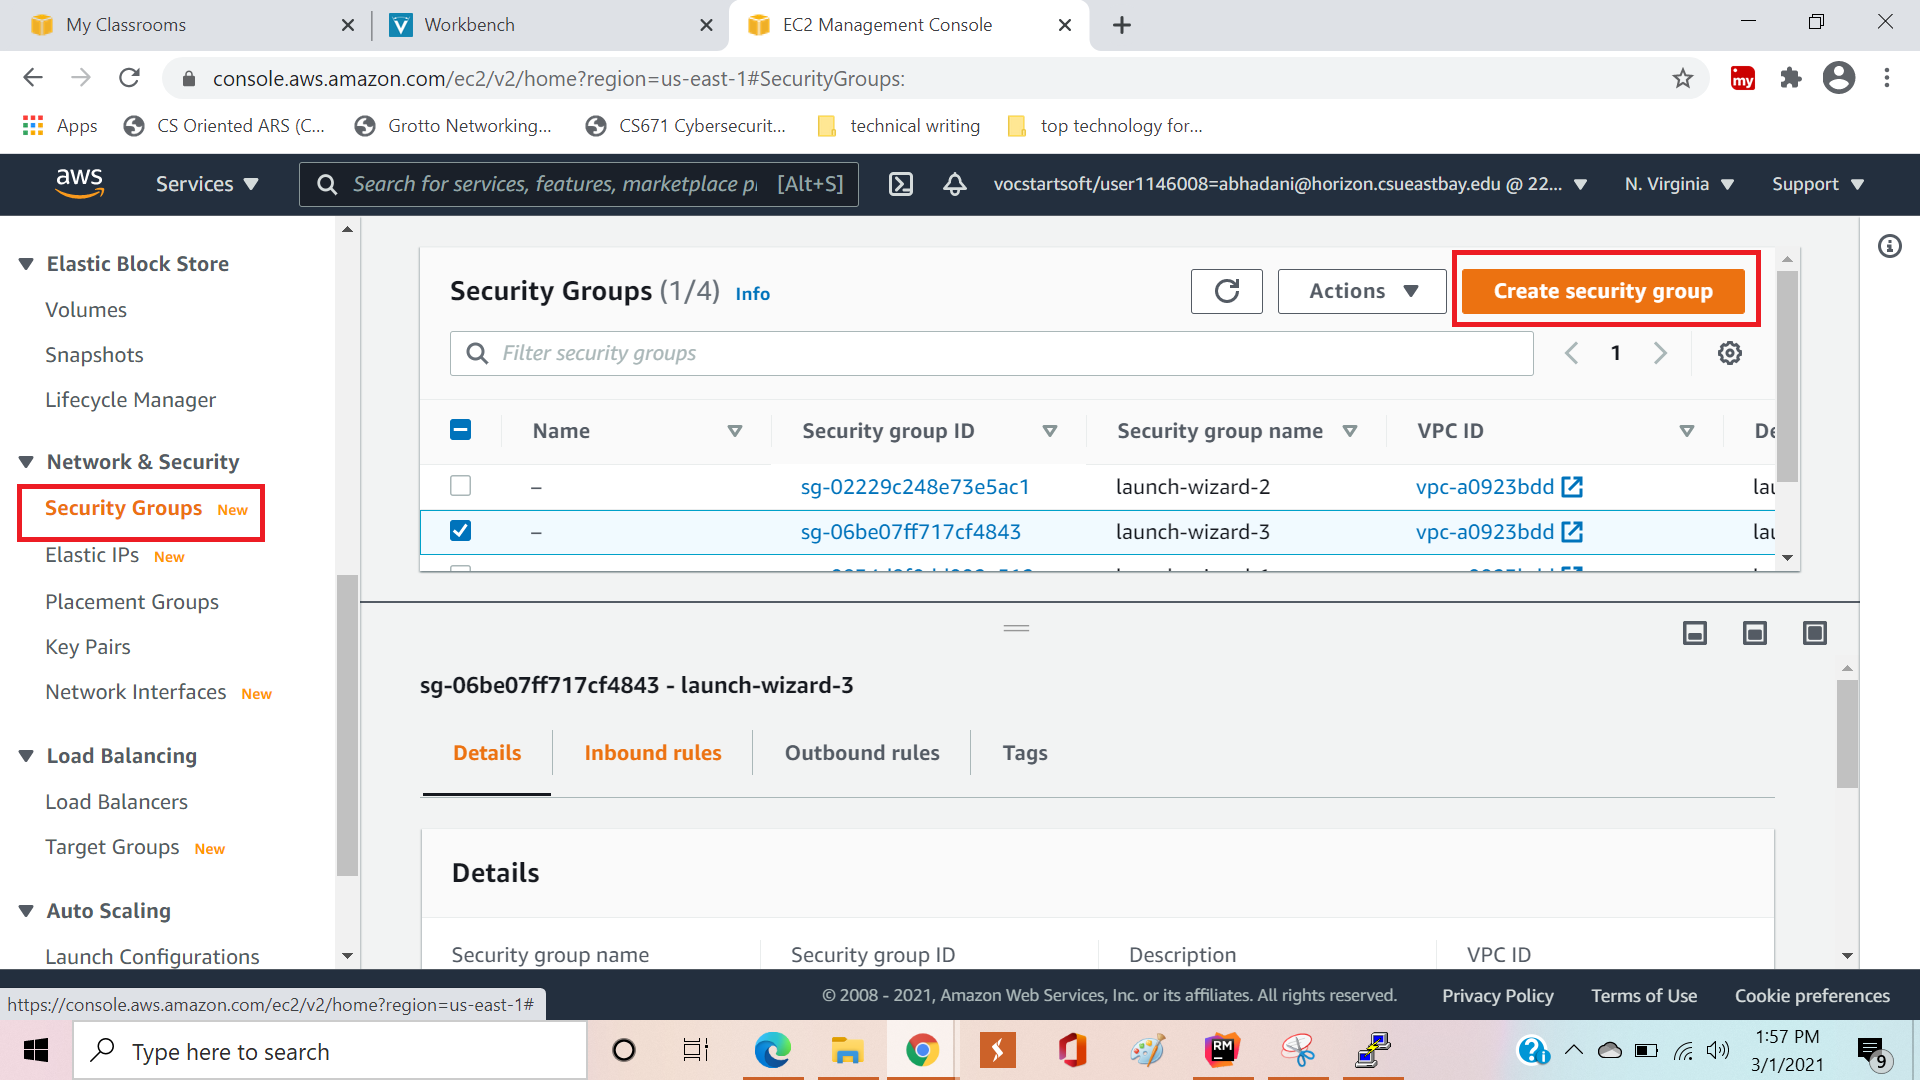 My Classrooms
Workbench
EC2 Management Console
console.aws.amazon.com/ec2/v2/home?region=us-east-1#SecurityGroups:
my
Apps
CS Oriented ARS (C...
Grotto Networking...
CS671 Cybersecurit...
technical writing
top technology for...
aws
Services
Search for services, features, marketplace p
[Alt+S]
vocstartsoft/user1146008=abhadani@horizon.csueastbay.edu @ 22...
N. Virginia
Support
Elastic Block Store
Volumes
Snapshots
Lifecycle Manager
Network & Security
Security Groups New
Elastic IPs New
Placement Groups
Key Pairs
Network Interfaces New
Load Balancing
Load Balancers
Target Groups New
Auto Scaling
Launch Configurations
Security Groups (1/4) Info
Actions
Create security group
Filter security groups
1
Name
Security group ID
Security group name
VPC ID
– sg-02229c248e73e5ac1 launch-wizard-2 vpc-a0923bdd
– sg-06be07ff717cf4843 launch-wizard-3 vpc-a0923bdd
sg-06be07ff717cf4843 - launch-wizard-3
Details
Inbound rules
Outbound rules
Tags
Details
Security group name
Security group ID
Description
VPC ID
https://console.aws.amazon.com/ec2/v2/home?region=us-east-1#
© 2008 - 2021, Amazon Web Services, Inc. or its affiliates. All rights reserved.
Privacy Policy
Terms of Use
Cookie preferences
Type here to search
RM
1:57 PM
3/1/2021
9